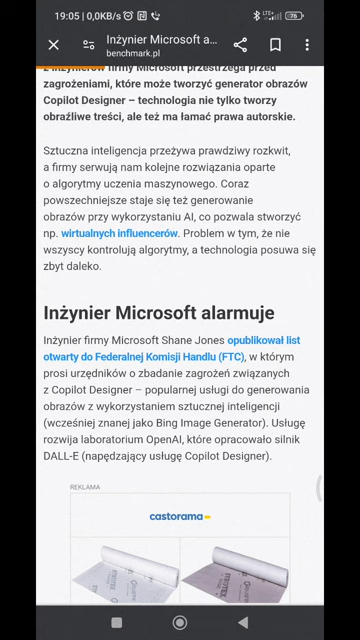 19:05 | 0,0KB/s
LTE+
76
Inżynier Microsoft a…
benchmark.pl
z inżynierów firmy Microsoft przestrzega przed
zagrożeniami, które może tworzyć generator obrazów
Copilot Designer – technologia nie tylko tworzy
obraźliwe treści, ale też ma łamać prawa autorskie.
Sztuczna inteligencja przeżywa prawdziwy rozkwit,
a firmy serwują nam kolejne rozwiązania oparte
o algorytmy uczenia maszynowego. Coraz
powszechniejsze staje się też generowanie
obrazów przy wykorzystaniu AI, co pozwala stworzyć
np. wirtualnych influencerów. Problem w tym, że nie
wszyscy kontrolują algorytmy, a technologia posuwa się
zbyt daleko.
Inżynier Microsoft alarmuje
Inżynier firmy Microsoft Shane Jones opublikował list
otwarty do Federalnej Komisji Handlu (FTC), w którym
prosi urzędników o zbadanie zagrożeń związanych
z Copilot Designer – popularnej usługi do generowania
obrazów z wykorzystaniem sztucznej inteligencji
(wcześniej znanej jako Bing Image Generator). Usługę
rozwija laboratorium OpenAI, które opracowało silnik
DALL-E (napędzający usługę Copilot Designer).
REKLAMA
castorama